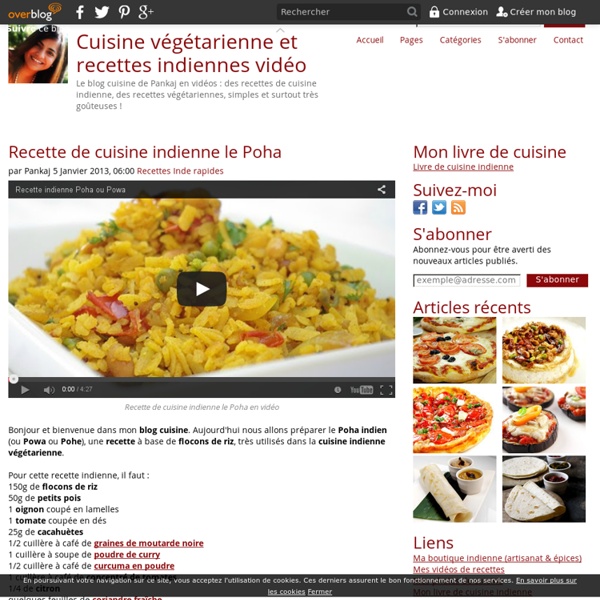 overblog
Rechercher
Connexion
Créer mon blog
Suivre ce b
Cuisine végétarienne et
recettes indiennes vidéo
Le blog cuisine de Pankaj en vidéos : des recettes de cuisine
indienne, des recettes végétariennes, simples et surtout très
goûteuses !
Accueil Pages Catégories S'abonner Contact
Recette de cuisine indienne le Poha
par Pankaj 5 Janvier 2013, 06:00 Recettes Inde rapides
Recette indienne Poha ou Powa
0:00 / 4:27
YouTube
Recette de cuisine indienne le Poha en vidéo
Bonjour et bienvenue dans mon blog cuisine. Aujourd'hui nous allons préparer le Poha indien
(ou Powa ou Pohe), une recette à base de flocons de riz, très utilisés dans la cuisine indienne
végétarienne.
Pour cette recette indienne, il faut :
150g de flocons de riz
50g de petits pois
1 oignon coupé en lamelles
1 tomate coupée en dés
25g de cacahuètes
1/2 cuillère à café de graines de moutarde noire
1 cuillère à soupe de poudre de curry
1/2 cuillère à café de curcuma en poudre
1/4 de citron
quelques feuilles de coriandre fraîche
Mon livre de cuisine
Livre de cuisine indienne
Suivez-moi
S'abonner
Abonnez-vous pour être averti des
nouveaux articles publiés.
exemple@adresse.com
S'abonner
Articles récents
Liens
Ma boutique indienne (artisanat & épices)
Mes vidéos de recettes
Mon livre de cuisine indienne
En poursuivant votre navigation sur ce site, vous acceptez l'utilisation de cookies. Ces derniers assurent le bon fonctionnement de nos services. En savoir plus sur
les cookies Fermer